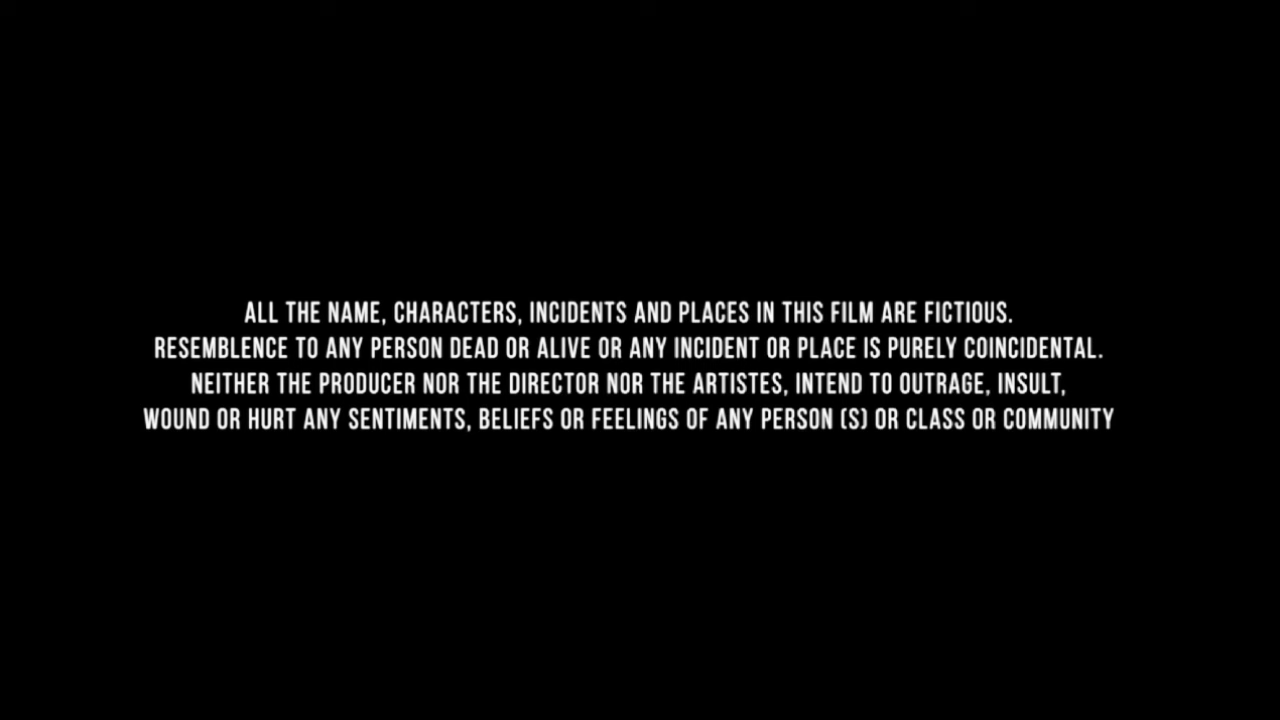 ALL THE NAME, CHARACTERS, INCIDENTS AND PLACES IN THIS FILM ARE FICTIOUS.
RESEMBLENCE TO ANY PERSON DEAD OR ALIVE OR ANY INCIDENT OR PLACE IS PURELY COINCIDENTAL.
NEITHER THE PRODUCER NOR THE DIRECTOR NOR THE ARTISTES, INTEND TO OUTRAGE, INSULT,
WOUND OR HURT ANY SENTIMENTS, BELIEFS OR FEELINGS OF ANY PERSON (S) OR CLASS OR COMMUNITY